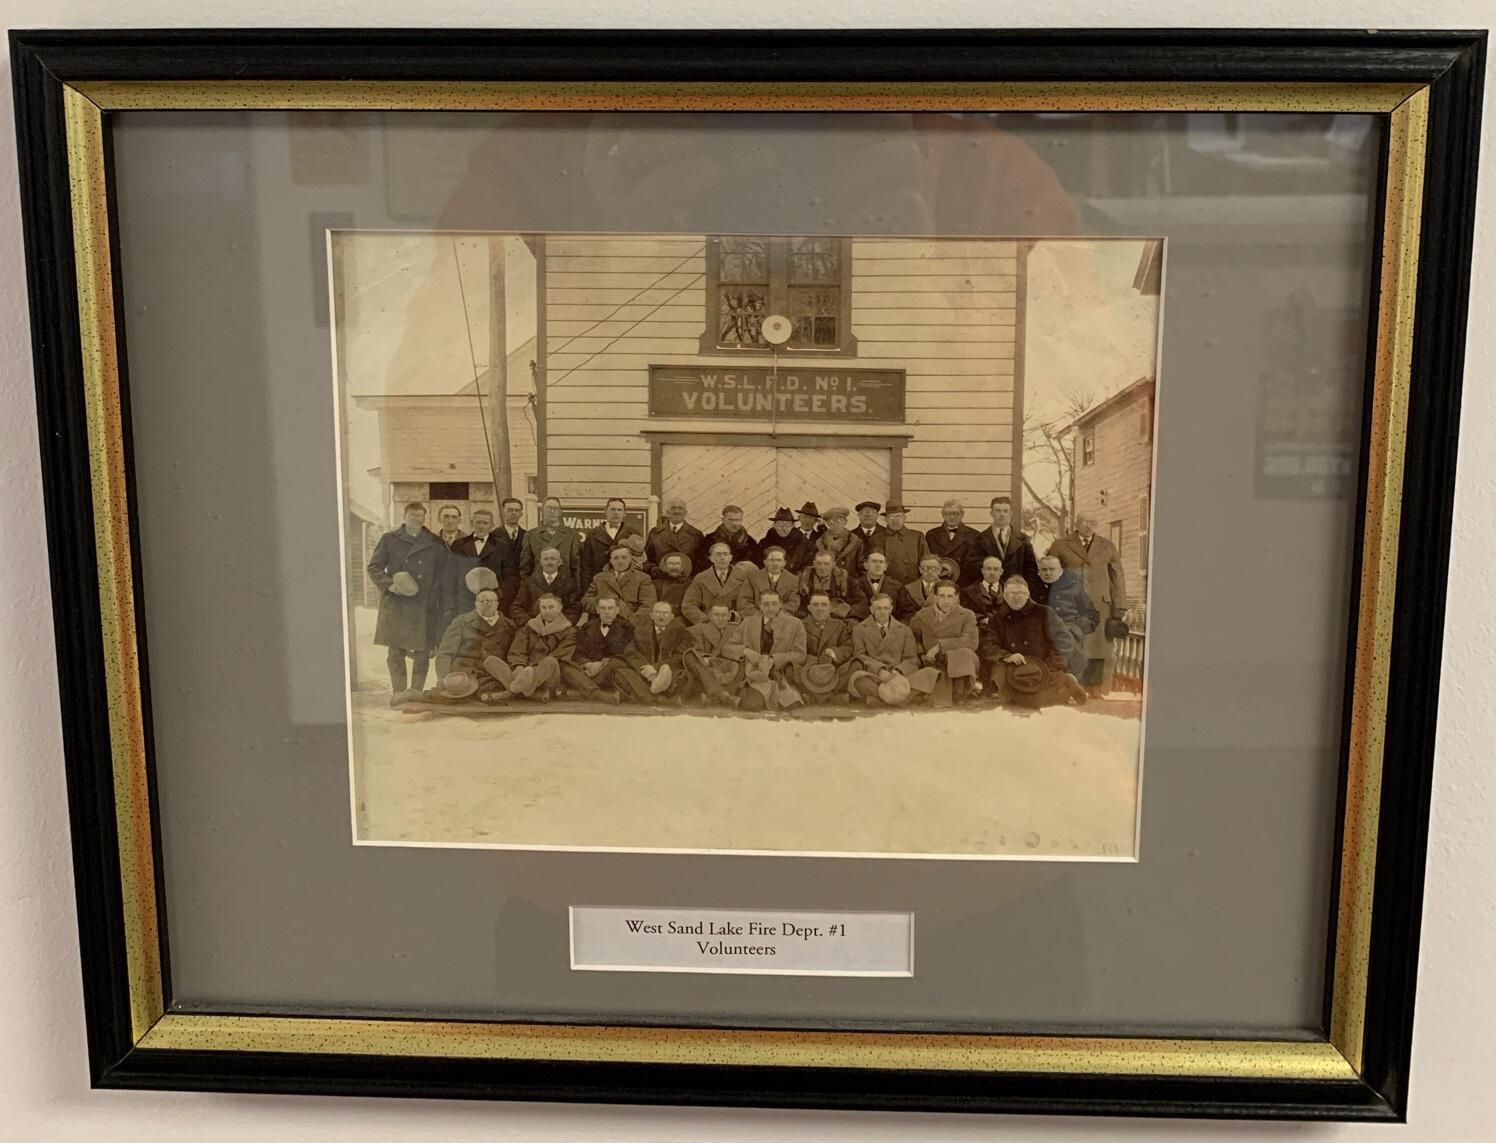 W.S.L.F.D. Nº 1.
VOLUNTEERS.
West Sand Lake Fire Dept. #1
Volunteers